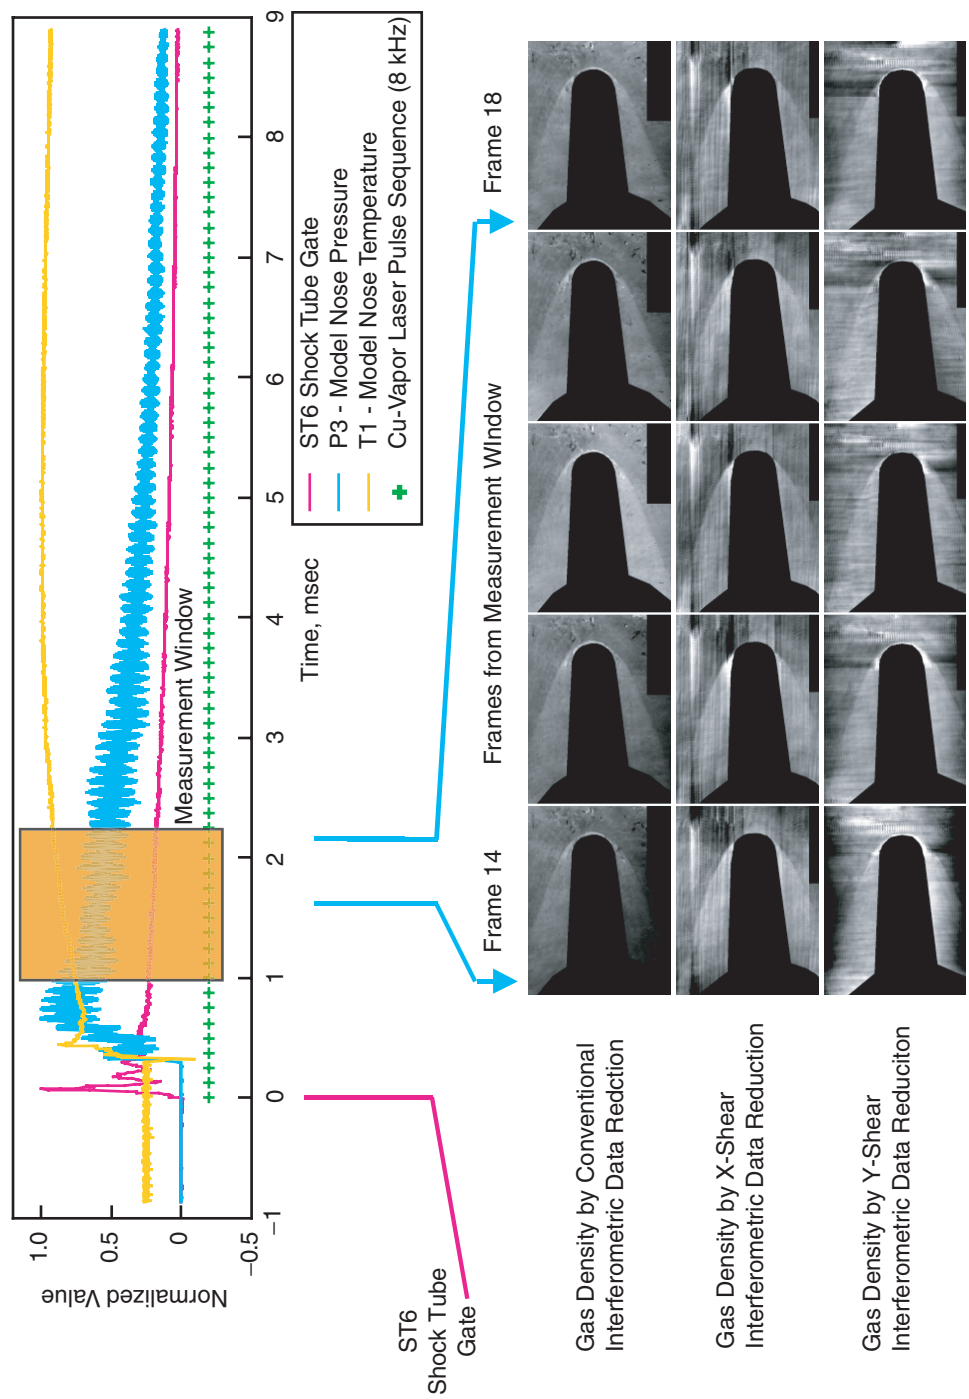 Normalized Value
1.0
0.5
0
−0.5
−1
0
1
2
3
4
5
6
7
8
9
Measurement Window
Time, msec
ST6 Shock Tube Gate
P3 - Model Nose Pressure
T1 - Model Nose Temperature
Cu-Vapor Laser Pulse Sequence (8 kHz)
ST6
Shock Tube
Gate
Frame 14
Frames from Measurement WIndow
Frame 18
Gas Density by Conventional
Interferometric Data Redction
Gas Density by X-Shear
Interferometric Data Reduction
Gas Density by Y-Shear
Interferometric Data Reduciton